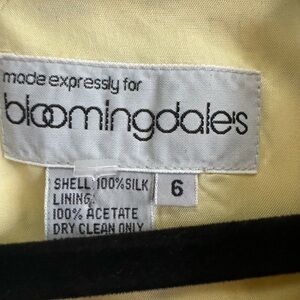 made expressly for
bloomingdale's
SHELL 100% SILK 6
LINING:
100% ACETATE
DRY CLEAN ONLY